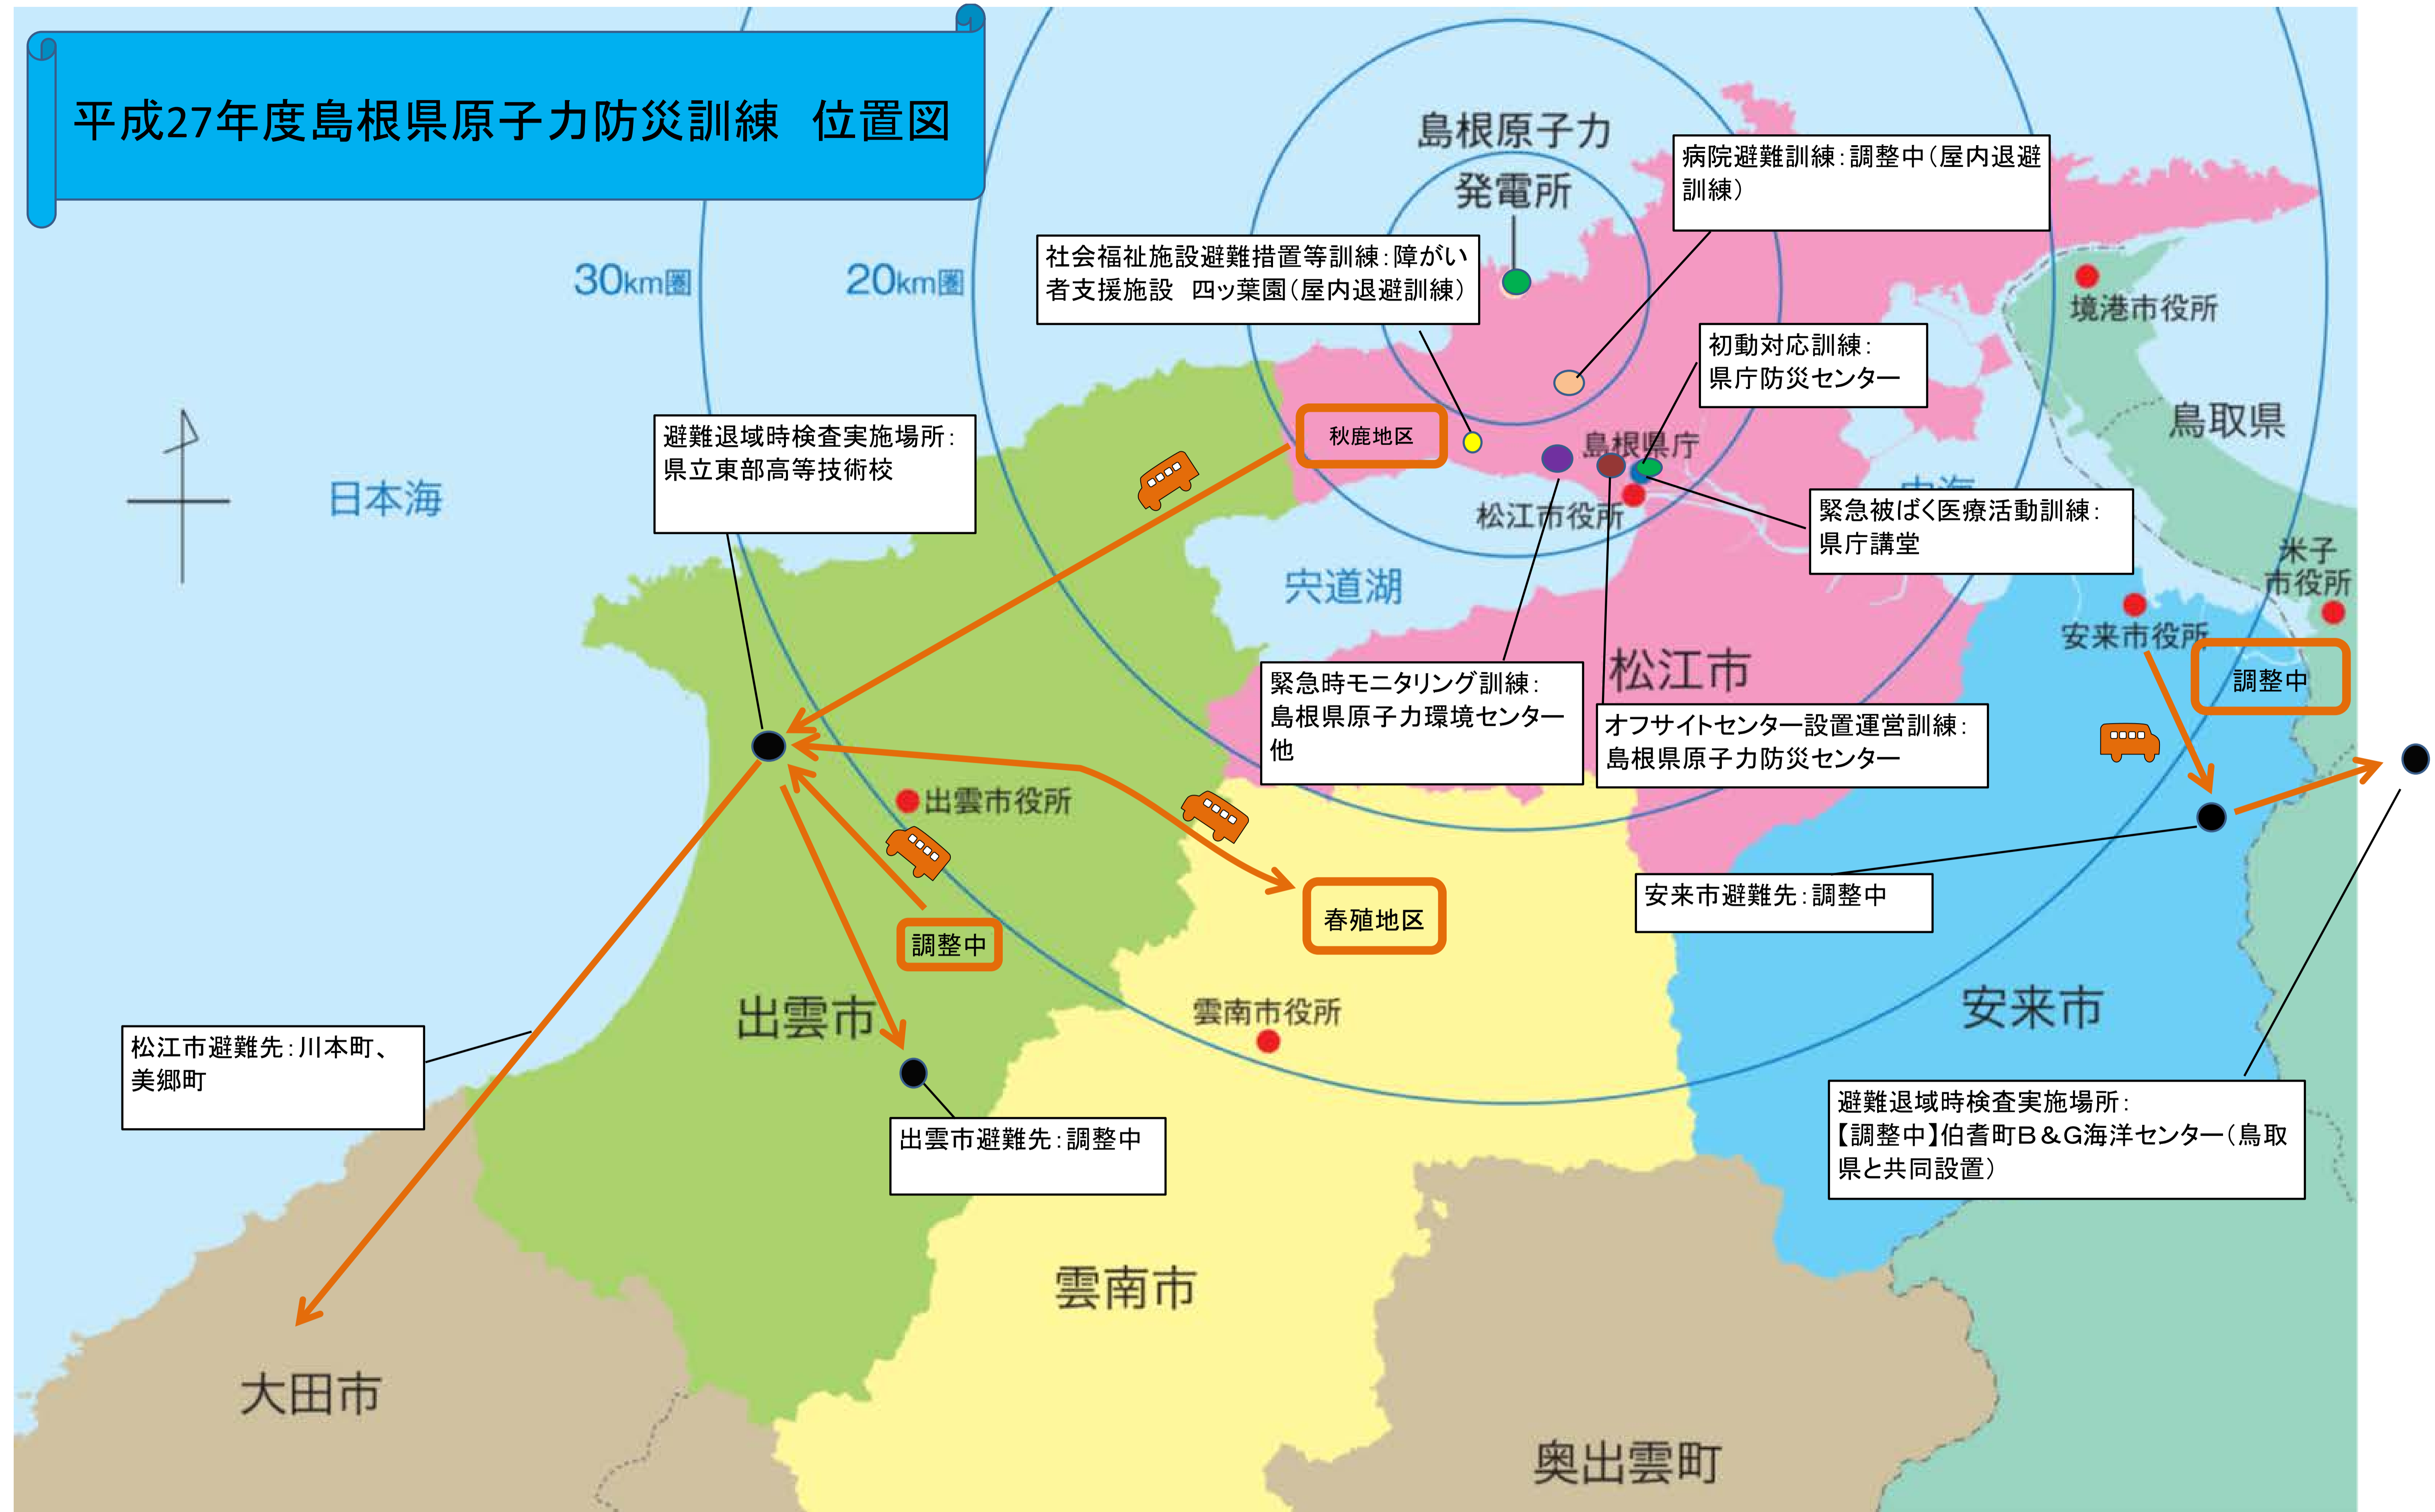 平成27年度島根県原子力防災訓練　位置図
島根原子力
発電所
病院避難訓練：調整中（屋内退避
訓練）
社会福祉施設避難措置等訓練：障がい
者支援施設　四ッ葉園（屋内退避訓練）
30km圏
20km圏
境港市役所
初動対応訓練：
県庁防災センター
鳥取県
避難退域時検査実施場所：
県立東部高等技術校
秋鹿地区
島根県庁
日本海
中海
松江市役所
緊急被ばく医療活動訓練：
県庁講堂
米子
市役所
宍道湖
安来市役所
松江市
調整中
緊急時モニタリング訓練：
島根県原子力環境センター
他
オフサイトセンター設置運営訓練：
島根県原子力防災センター
出雲市役所
安来市避難先：調整中
春殖地区
調整中
出雲市
雲南市役所
安来市
松江市避難先：川本町、
美郷町
出雲市避難先：調整中
避難退域時検査実施場所：
【調整中】伯耆町B＆G海洋センター（鳥取
県と共同設置）
雲南市
大田市
奥出雲町